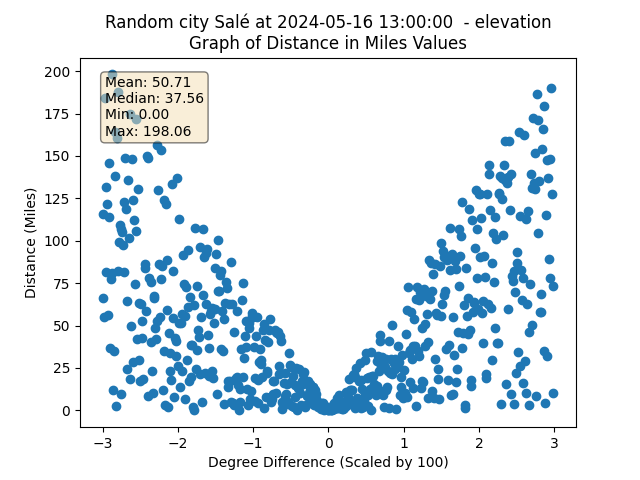 Random city Salé at 2024-05-16 13:00:00 - elevation
Graph of Distance in Miles Values
Mean: 50.71
Median: 37.56
Min: 0.00
Max: 198.06
200
175
150
125
100
75
50
25
0
Distance (Miles)
−3 −2 −1 0 1 2 3
Degree Difference (Scaled by 100)